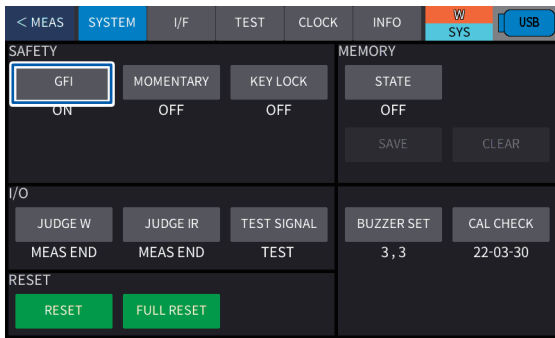 < MEAS SYSTEM I/F TEST CLOCK INFO W SYS USB
SAFETY MEMORY
GFI MOMENTARY KEY LOCK STATE
ON OFF OFF OFF
SAVE CLEAR
I/O
JUDGE W JUDGE IR TEST SIGNAL BUZZER SET CAL CHECK
MEAS END MEAS END TEST 3 , 3 22-03-30
RESET
RESET FULL RESET